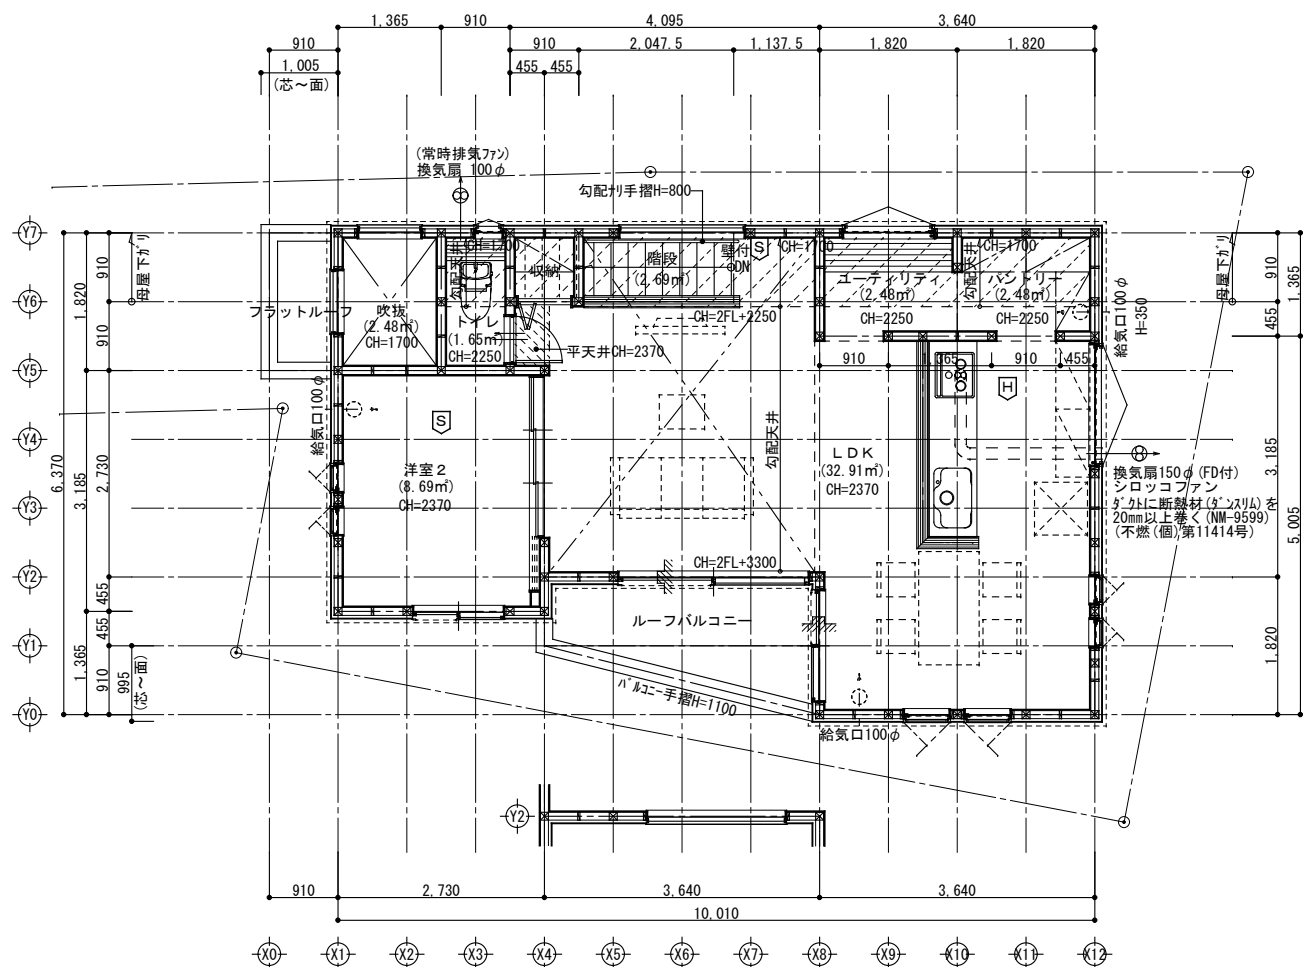 1,365
910
4,095
3,640
910
910
2,047.5
1,137.5
1,820
1,820
1,005
(芯～面)
455
455
(常時排気ファン)
換気扇 100φ
勾配ナリ手摺H=800
Y7
Y6
Y5
Y4
Y3
Y2
Y1
Y0
6,370
1,820
3,185
1,365
910
910
2,730
455
455
910
995
(芯～面)
母屋下ガリ
フラットルーフ
吹抜
(2.48㎡)
CH=1700
勾配天井
CH=1700
トイレ
(1.65㎡)
CH=2250
収納
階段
(2.69㎡)
壁付
DN
S
CH=1700
CH=2FL+2250
平天井CH=2370
ユーティリティ
(2.48㎡)
CH=2250
勾配天井
CH=1700
パントリー
(2.48㎡)
CH=2250
給気口100φ
H=350
母屋下ガリ
910
455
1,365
910
1,365
910
455
H
給気口100φ
S
洋室2
(8.69㎡)
CH=2370
勾配天井
LDK
(32.91㎡)
CH=2370
換気扇150φ(FD付)
シロッコファン
ダクトに断熱材(ダンスリム)を
20mm以上巻く(NM-9599)
(不燃(個)第11414号)
3,185
5,005
1,820
CH=2FL+3300
ルーフバルコニー
バルコニー手摺H=1100
給気口100φ
Y2
910
2,730
3,640
3,640
10,010
X0
X1
X2
X3
X4
X5
X6
X7
X8
X9
X10
X11
X12